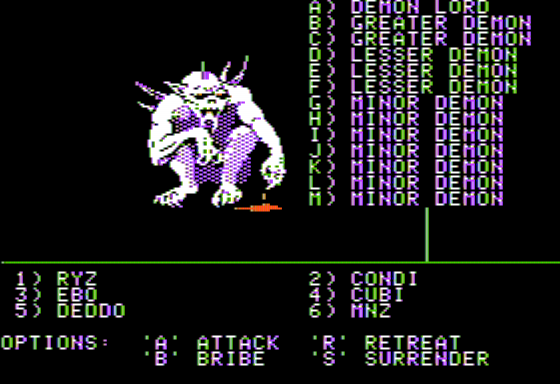 A) DEMON LORD
B) GREATER DEMON
C) GREATER DEMON
D) LESSER DEMON
E) LESSER DEMON
F) LESSER DEMON
G) MINOR DEMON
H) MINOR DEMON
I) MINOR DEMON
J) MINOR DEMON
K) MINOR DEMON
L) MINOR DEMON
M) MINOR DEMON
1) RYZ 2) CONDI
3) EBO 4) CUBI
5) DEDDO 6) MNZ
OPTIONS: 'A' ATTACK 'R' RETREAT
'B' BRIBE 'S' SURRENDER